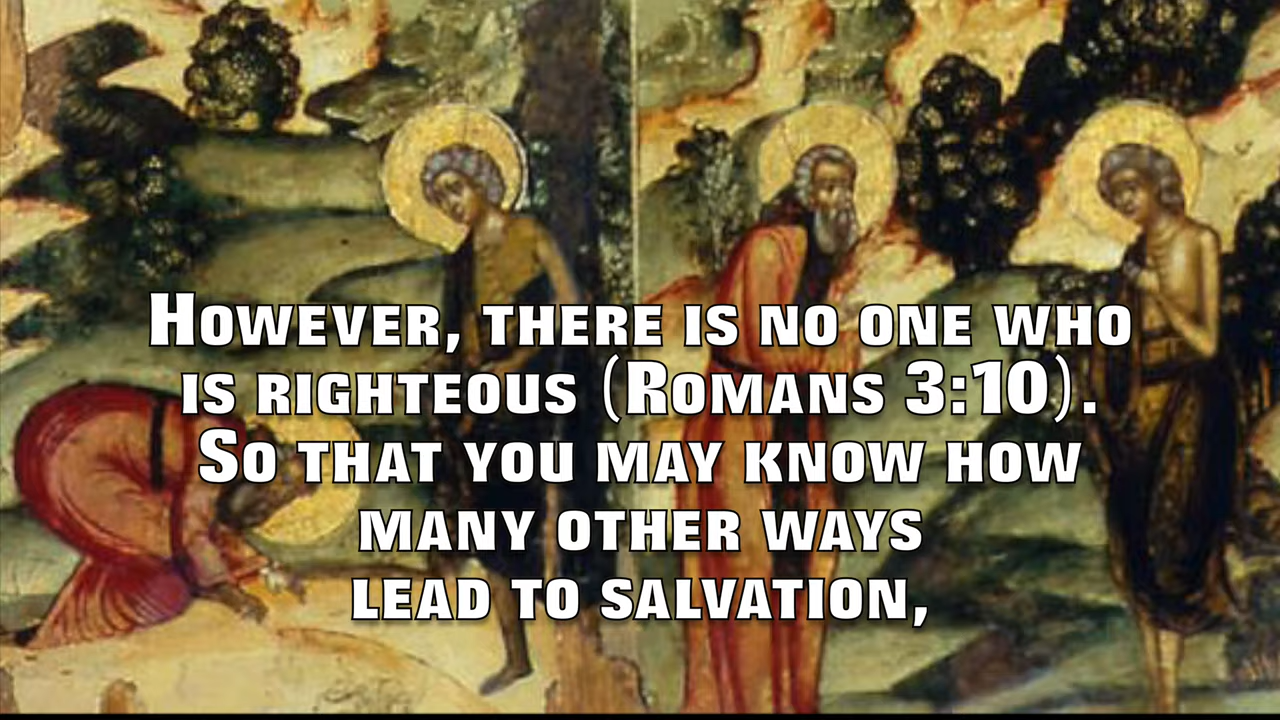 However, there is no one who
is righteous (Romans 3:10).
So that you may know how
many other ways
lead to salvation,